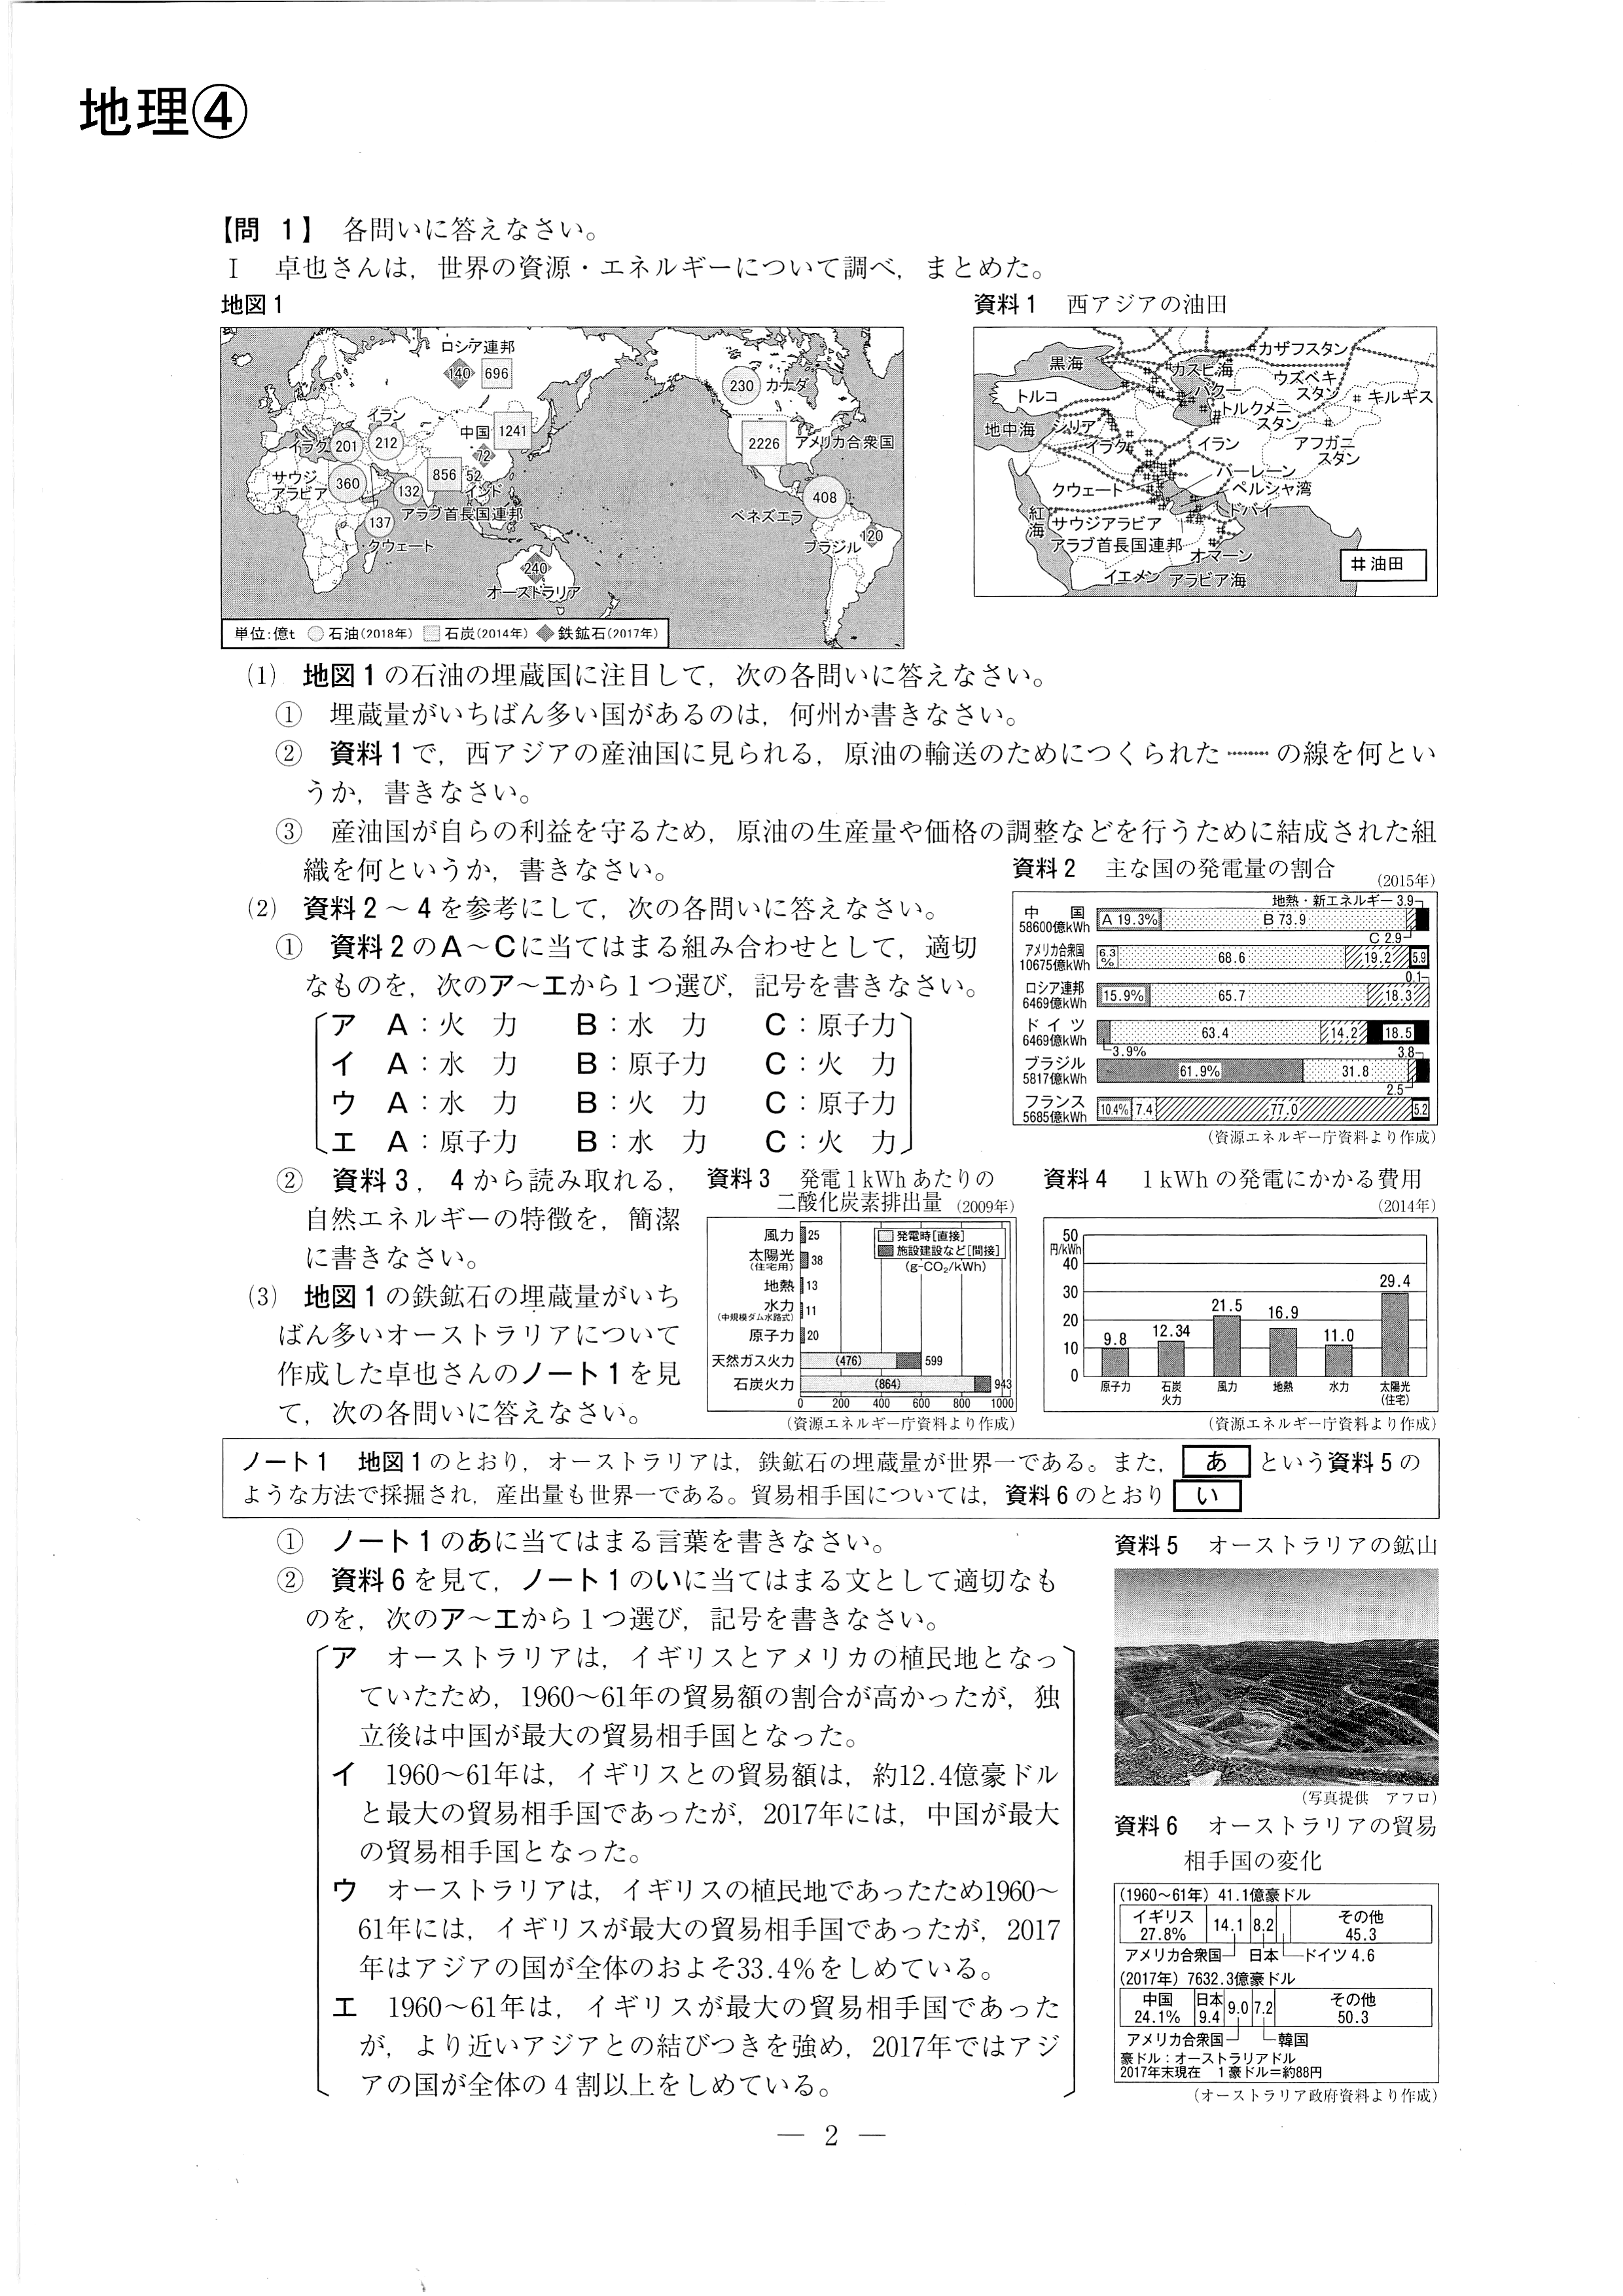 地理④
【問 1】 各問いに答えなさい。
Ⅰ 卓也さんは，世界の資源・エネルギーについて調べ，まとめた。
地図1
ロシア連邦
140 696
230 カナダ
イラン
イラク 201 212
中国 1241
72
2226 アメリカ合衆国
サウジアラビア 360
132 856 52
インド
アラブ首長国連邦
137
クウェート
408
ベネズエラ
ブラジル 120
240
オーストラリア
単位:億t 石油(2018年) 石炭(2014年) 鉄鉱石(2017年)
資料1 西アジアの油田
黒海
カザフスタン
カスピ海
ウズベキスタン
キルギス
トルコ
バクー
トルクメニスタン
地中海
シリア
イラク
イラン
アフガニスタン
バーレーン
クウェート
ペルシャ湾
紅海
ドバイ
サウジアラビア
アラブ首長国連邦
オマーン
イエメン アラビア海
井 油田
(1) 地図1の石油の埋蔵国に注目して，次の各問いに答えなさい。
① 埋蔵量がいちばん多い国があるのは，何州か書きなさい。
② 資料1で，西アジアの産油国に見られる，原油の輸送のためにつくられた┈┈の線を何とい
うか，書きなさい。
③ 産油国が自らの利益を守るため，原油の生産量や価格の調整などを行うために結成された組
織を何というか，書きなさい。
(2) 資料2～4を参考にして，次の各問いに答えなさい。
① 資料2のA～Cに当てはまる組み合わせとして，適切
なものを，次のア～エから1つ選び，記号を書きなさい。
ア A：火 力 B：水 力 C：原子力
イ A：水 力 B：原子力 C：火 力
ウ A：水 力 B：火 力 C：原子力
エ A：原子力 B：水 力 C：火 力
資料2 主な国の発電量の割合
(2015年)
地熱・新エネルギー 3.9
中 国 58600億kWh A 19.3% B 73.9
C 2.9
アメリカ合衆国 10675億kWh 6.3% 68.6 19.2 5.9
0.1
ロシア連邦 6469億kWh 15.9% 65.7 18.3
ドイツ 6469億kWh 63.4 14.2 18.5
3.9% 3.8
ブラジル 5817億kWh 61.9% 31.8
2.5
フランス 5685億kWh 10.4% 7.4 77.0 5.2
(資源エネルギー庁資料より作成)
② 資料3，4から読み取れる，
自然エネルギーの特徴を，簡潔
に書きなさい。
資料3 発電1kWhあたりの
二酸化炭素排出量 (2009年)
風力 25
太陽光(住宅用) 38
地熱 13
水力(中規模ダム水路式) 11
原子力 20
天然ガス火力 (476) 599
石炭火力 (864) 943
発電時[直接]
施設建設など[間接]
(g-CO₂/kWh)
0 200 400 600 800 1000
(資源エネルギー庁資料より作成)
資料4 1kWhの発電にかかる費用
(2014年)
50
円/kWh
40
30
20
10
0
9.8 12.34 21.5 16.9 11.0 29.4
原子力 石炭火力 風力 地熱 水力 太陽光(住宅)
(資源エネルギー庁資料より作成)
(3) 地図1の鉄鉱石の埋蔵量がいち
ばん多いオーストラリアについて
作成した卓也さんのノート1を見
て，次の各問いに答えなさい。
ノート1 地図1のとおり，オーストラリアは，鉄鉱石の埋蔵量が世界一である。また，あという資料5の
ような方法で採掘され，産出量も世界一である。貿易相手国については，資料6のとおりい
① ノート1のあに当てはまる言葉を書きなさい。
② 資料6を見て，ノート1のいに当てはまる文として適切なも
のを，次のア～エから1つ選び，記号を書きなさい。
ア オーストラリアは，イギリスとアメリカの植民地となっ
ていたため，1960～61年の貿易額の割合が高かったが，独
立後は中国が最大の貿易相手国となった。
イ 1960～61年は，イギリスとの貿易額は，約12.4億豪ドル
と最大の貿易相手国であったが，2017年には，中国が最大
の貿易相手国となった。
ウ オーストラリアは，イギリスの植民地であったため1960～
61年には，イギリスが最大の貿易相手国であったが，2017
年はアジアの国が全体のおよそ33.4%をしめている。
エ 1960～61年は，イギリスが最大の貿易相手国であった
が，より近いアジアとの結びつきを強め，2017年ではアジ
アの国が全体の4割以上をしめている。
資料5 オーストラリアの鉱山
(写真提供 アフロ)
資料6 オーストラリアの貿易
相手国の変化
(1960～61年) 41.1億豪ドル
イギリス 27.8% 14.1 8.2 その他 45.3
アメリカ合衆国 日本 ドイツ 4.6
(2017年) 7632.3億豪ドル
中国 24.1% 日本 9.4 9.0 7.2 その他 50.3
アメリカ合衆国 韓国
豪ドル：オーストラリアドル
2017年末現在 1豪ドル=約88円
(オーストラリア政府資料より作成)
— 2 —